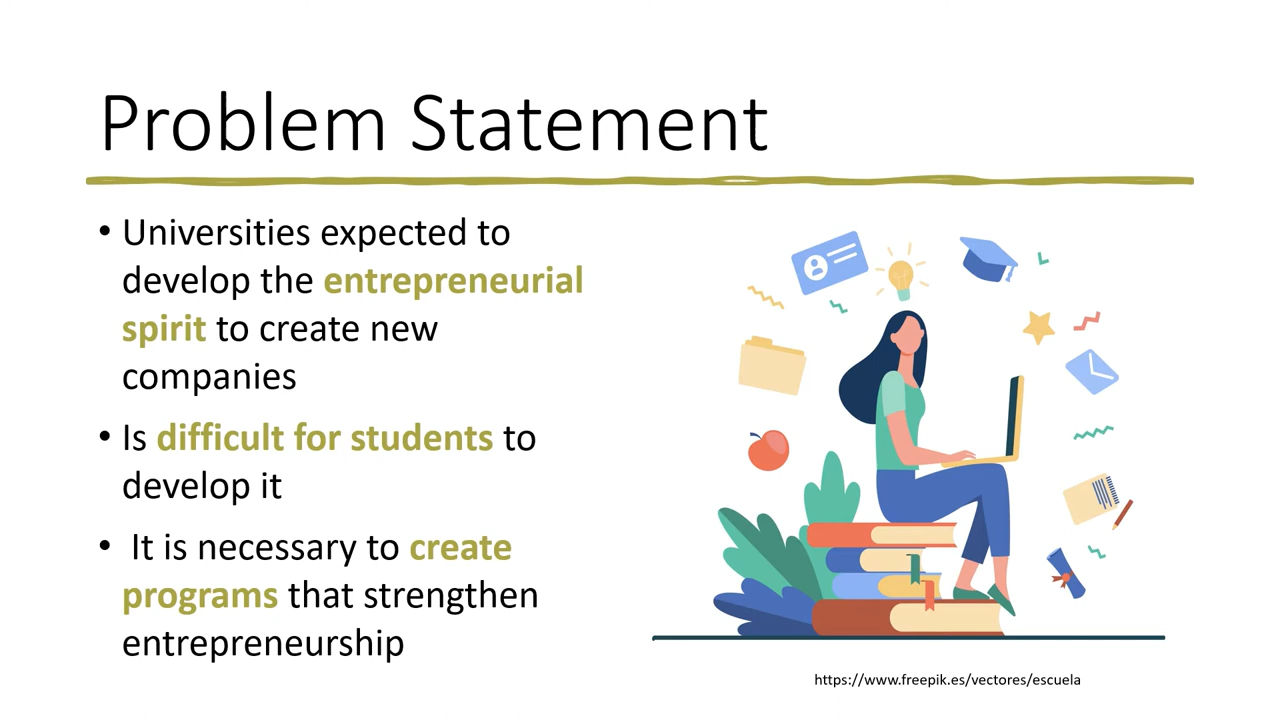 Problem Statement
• Universities expected to
develop the entrepreneurial
spirit to create new
companies
• Is difficult for students to
develop it
• It is necessary to create
programs that strengthen
entrepreneurship
https://www.freepik.es/vectores/escuela